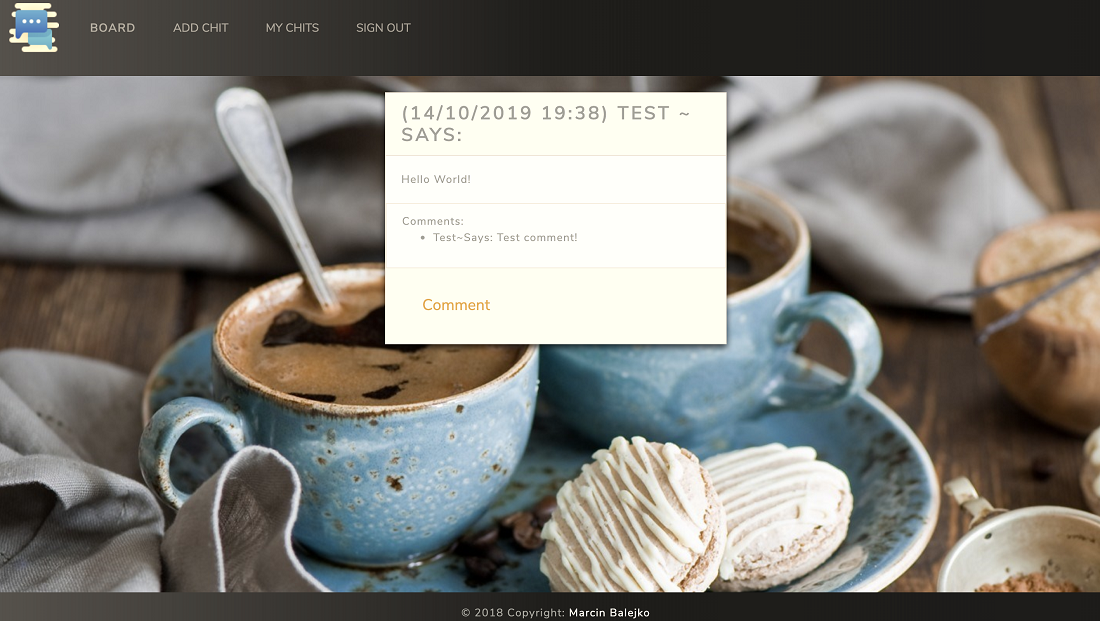 BOARD ADD CHIT MY CHITS SIGN OUT
(14/10/2019 19:38) TEST ~
SAYS:
Hello World!
Comments:
• Test~Says: Test comment!
Comment
© 2018 Copyright: Marcin Balejko